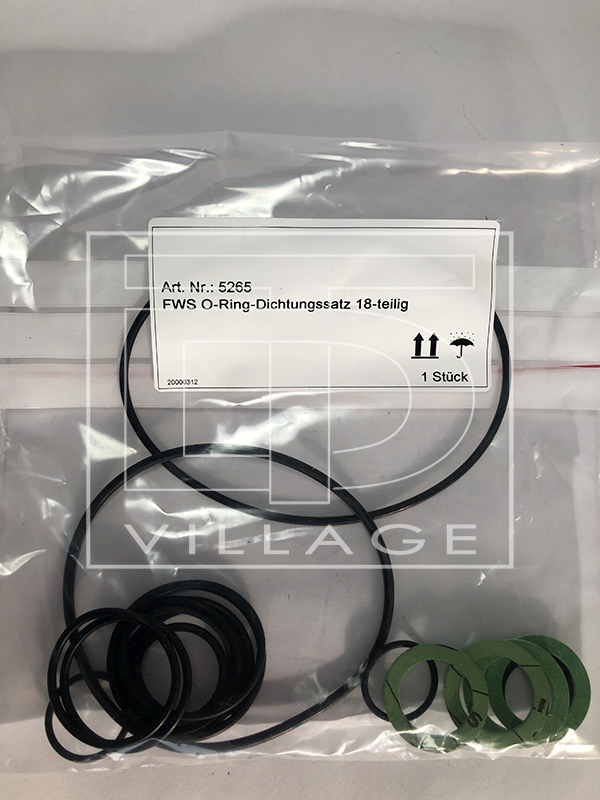 Art. Nr.: 5265
FWS O-Ring-Dichtungssatz 18-teilig
1 Stück
20000312
VILLAGE